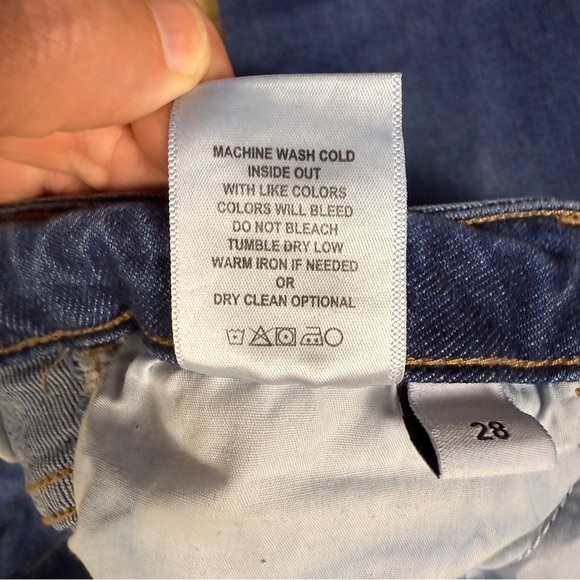 MACHINE WASH COLD
INSIDE OUT
WITH LIKE COLORS
COLORS WILL BLEED
DO NOT BLEACH
TUMBLE DRY LOW
WARM IRON IF NEEDED
OR
DRY CLEAN OPTIONAL
28